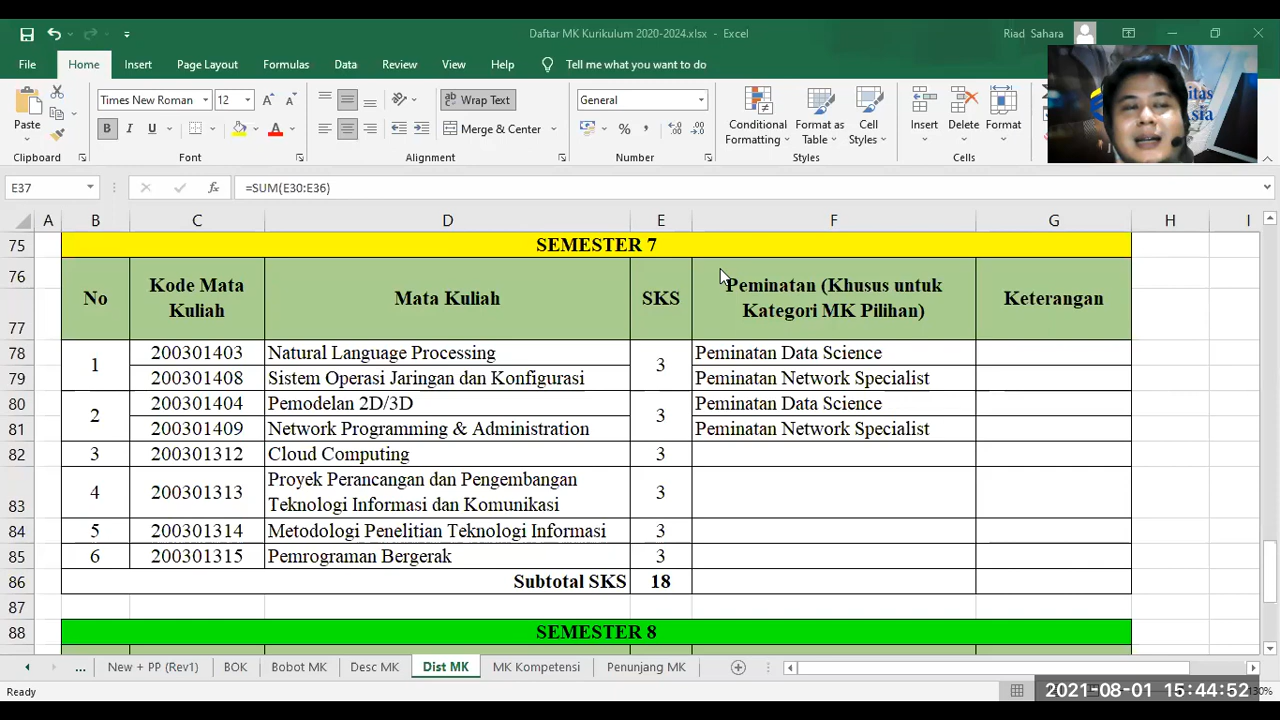 Daftar MK Kurikulum 2020-2024.xlsx - Excel
Riad Sahara
File Home Insert Page Layout Formulas Data Review View Help Tell me what you want to do
Times New Roman 12
Wrap Text
General
Paste
B I U
Merge & Center
Conditional Formatting
Format as Table
Cell Styles
Insert
Delete
Format
Clipboard
Font
Alignment
Number
Styles
Cells
E37
=SUM(E30:E36)
A B C D E F G H I
75 SEMESTER 7
76
77
No
Kode Mata
Kuliah
Mata Kuliah
SKS
Peminatan (Khusus untuk
Kategori MK Pilihan)
Keterangan
78 1 200301403 Natural Language Processing 3 Peminatan Data Science
79 200301408 Sistem Operasi Jaringan dan Konfigurasi Peminatan Network Specialist
80 2 200301404 Pemodelan 2D/3D 3 Peminatan Data Science
81 200301409 Network Programming & Administration Peminatan Network Specialist
82 3 200301312 Cloud Computing 3
83 4 200301313 Proyek Perancangan dan Pengembangan
Teknologi Informasi dan Komunikasi 3
84 5 200301314 Metodologi Penelitian Teknologi Informasi 3
85 6 200301315 Pemrograman Bergerak 3
86 Subtotal SKS 18
87
88 SEMESTER 8
... New + PP (Rev1) BOK Bobot MK Desc MK Dist MK MK Kompetensi Penunjang MK
Ready
2021-08-01 15:44:52